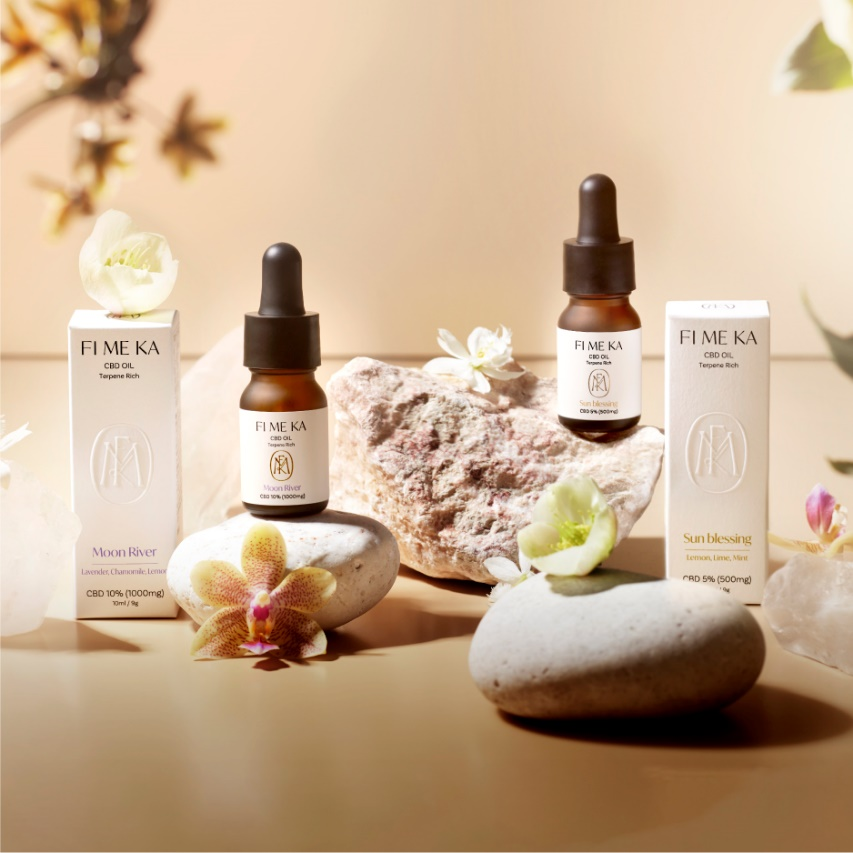 FI ME KA
CBD OIL
Terpene Rich
Moon River
Lavender, Chamomile, Lemon
CBD 10% (1000mg)
10ml / 9g
FI ME KA
CBD OIL
Terpene Rich
Moon River
CBD 10% (1000mg)
FI ME KA
CBD OIL
Terpene Rich
Sun blessing
CBD 5% (500mg)
FI ME KA
CBD OIL
Terpene Rich
Sun blessing
Lemon, Lime, Mint
CBD 5% (500mg)